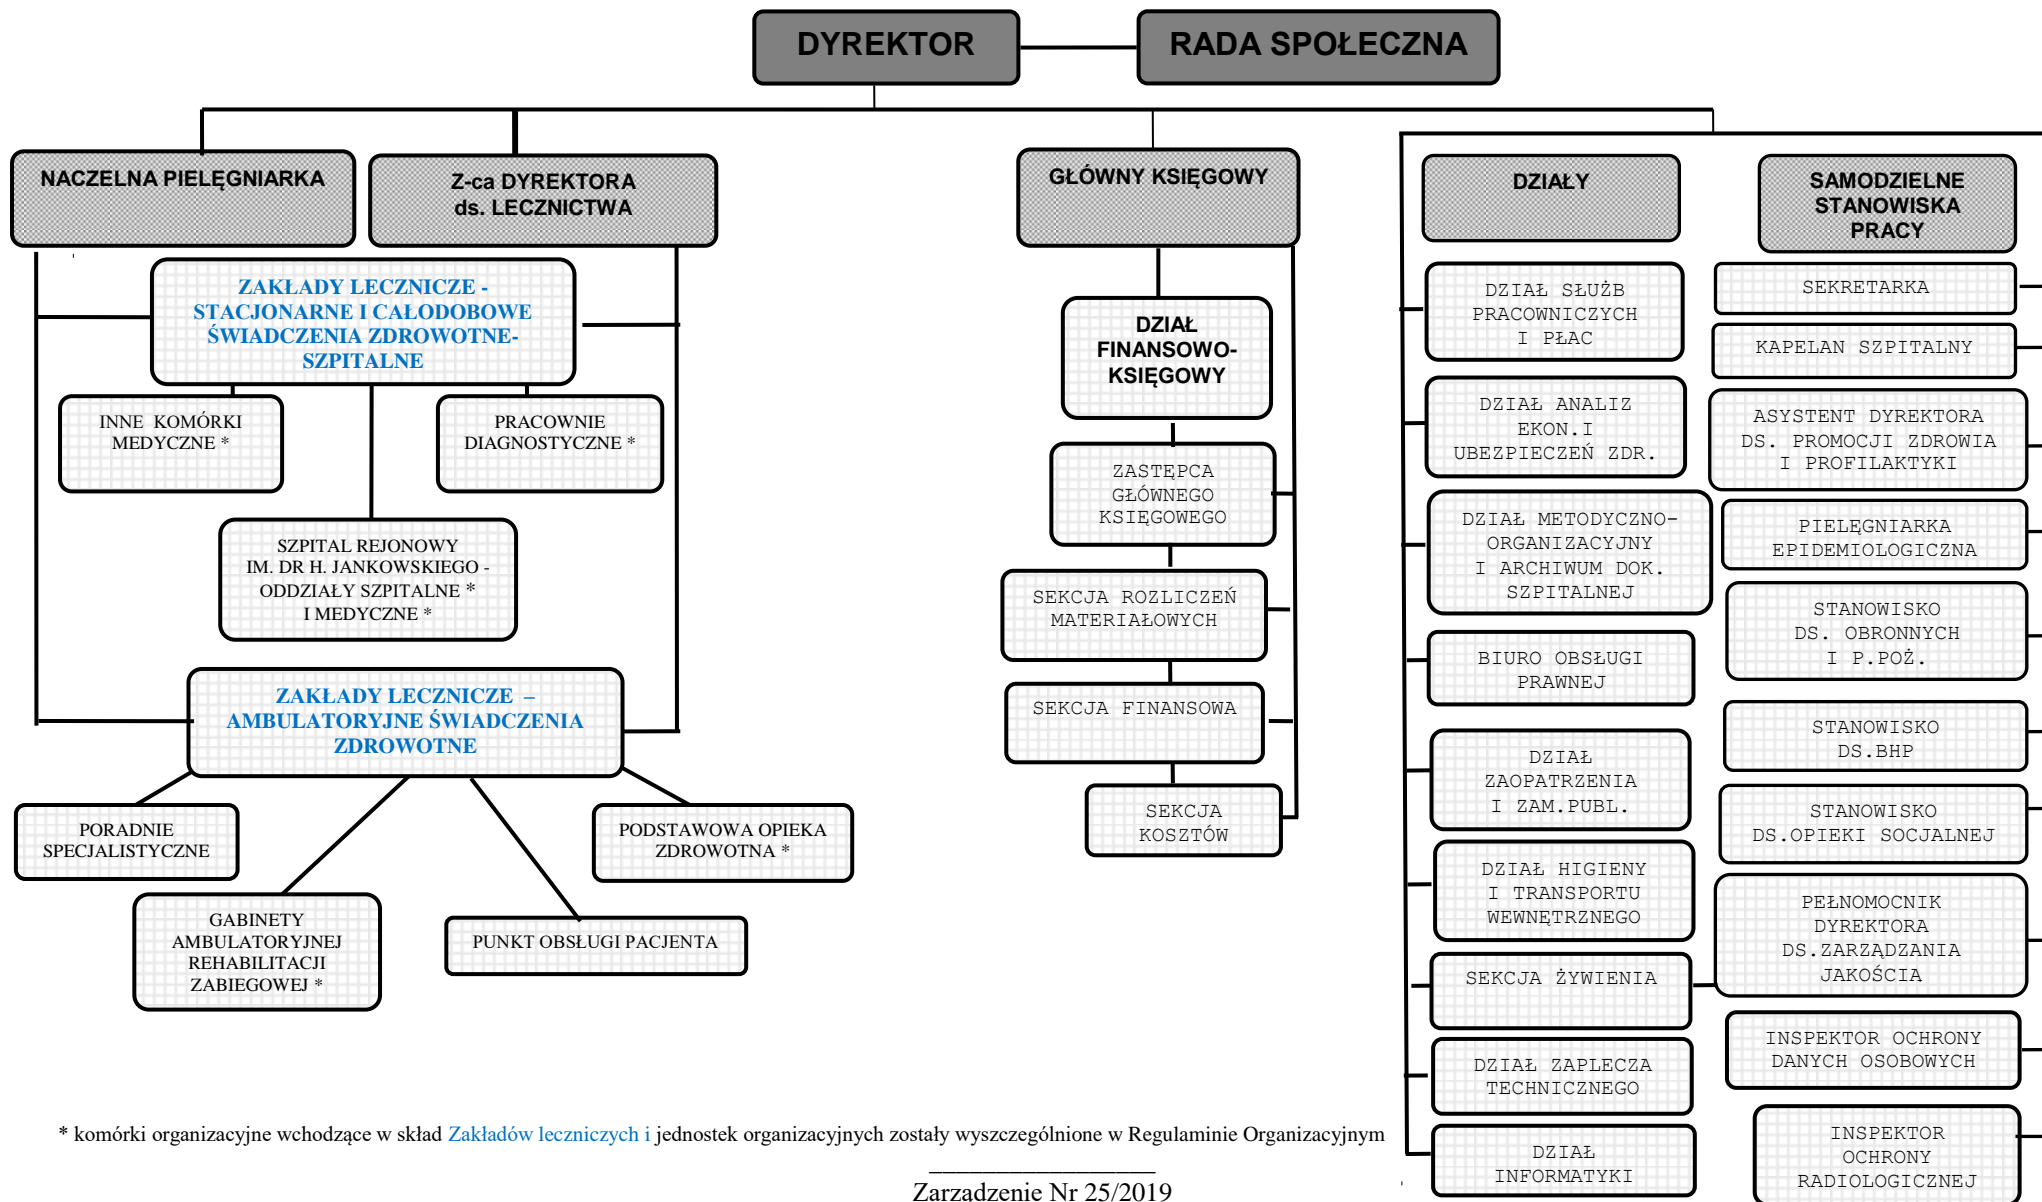 DYREKTOR
RADA SPOŁECZNA
NACZELNA PIELĘGNIARKA
Z-ca DYREKTORA
ds. LECZNICTWA
GŁÓWNY KSIĘGOWY
DZIAŁY
SAMODZIELNE
STANOWISKA
PRACY
ZAKŁADY LECZNICZE -
STACJONARNE I CAŁODOBOWE
ŚWIADCZENIA ZDROWOTNE-
SZPITALNE
INNE KOMÓRKI
MEDYCZNE *
PRACOWNIE
DIAGNOSTYCZNE *
SZPITAL REJONOWY
IM. DR H. JANKOWSKIEGO -
ODDZIAŁY SZPITALNE *
I MEDYCZNE *
ZAKŁADY LECZNICZE –
AMBULATORYJNE ŚWIADCZENIA
ZDROWOTNE
PORADNIE
SPECJALISTYCZNE
PODSTAWOWA OPIEKA
ZDROWOTNA *
GABINETY
AMBULATORYJNEJ
REHABILITACJI
ZABIEGOWEJ *
PUNKT OBSŁUGI PACJENTA
DZIAŁ
FINANSOWO-
KSIĘGOWY
ZASTĘPCA
GŁÓWNEGO
KSIĘGOWEGO
SEKCJA ROZLICZEŃ
MATERIAŁOWYCH
SEKCJA FINANSOWA
SEKCJA
KOSZTÓW
DZIAŁ SŁUŻB
PRACOWNICZYCH
I PŁAC
DZIAŁ ANALIZ
EKON.I
UBEZPIECZEŃ ZDR.
DZIAŁ METODYCZNO-
ORGANIZACYJNY
I ARCHIWUM DOK.
SZPITALNEJ
BIURO OBSŁUGI
PRAWNEJ
DZIAŁ
ZAOPATRZENIA
I ZAM.PUBL.
DZIAŁ HIGIENY
I TRANSPORTU
WEWNĘTRZNEGO
SEKCJA ŻYWIENIA
DZIAŁ ZAPLECZA
TECHNICZNEGO
DZIAŁ
INFORMATYKI
SEKRETARKA
KAPELAN SZPITALNY
ASYSTENT DYREKTORA
DS. PROMOCJI ZDROWIA
I PROFILAKTYKI
PIELĘGNIARKA
EPIDEMIOLOGICZNA
STANOWISKO
DS. OBRONNYCH
I P.POŻ.
STANOWISKO
DS.BHP
STANOWISKO
DS.OPIEKI SOCJALNEJ
PEŁNOMOCNIK
DYREKTORA
DS.ZARZĄDZANIA
JAKOŚCIA
INSPEKTOR OCHRONY
DANYCH OSOBOWYCH
INSPEKTOR
OCHRONY
RADIOLOGICZNEJ
* komórki organizacyjne wchodzące w skład Zakładów leczniczych i jednostek organizacyjnych zostały wyszczególnione w Regulaminie Organizacyjnym
Zarządzenie Nr 25/2019